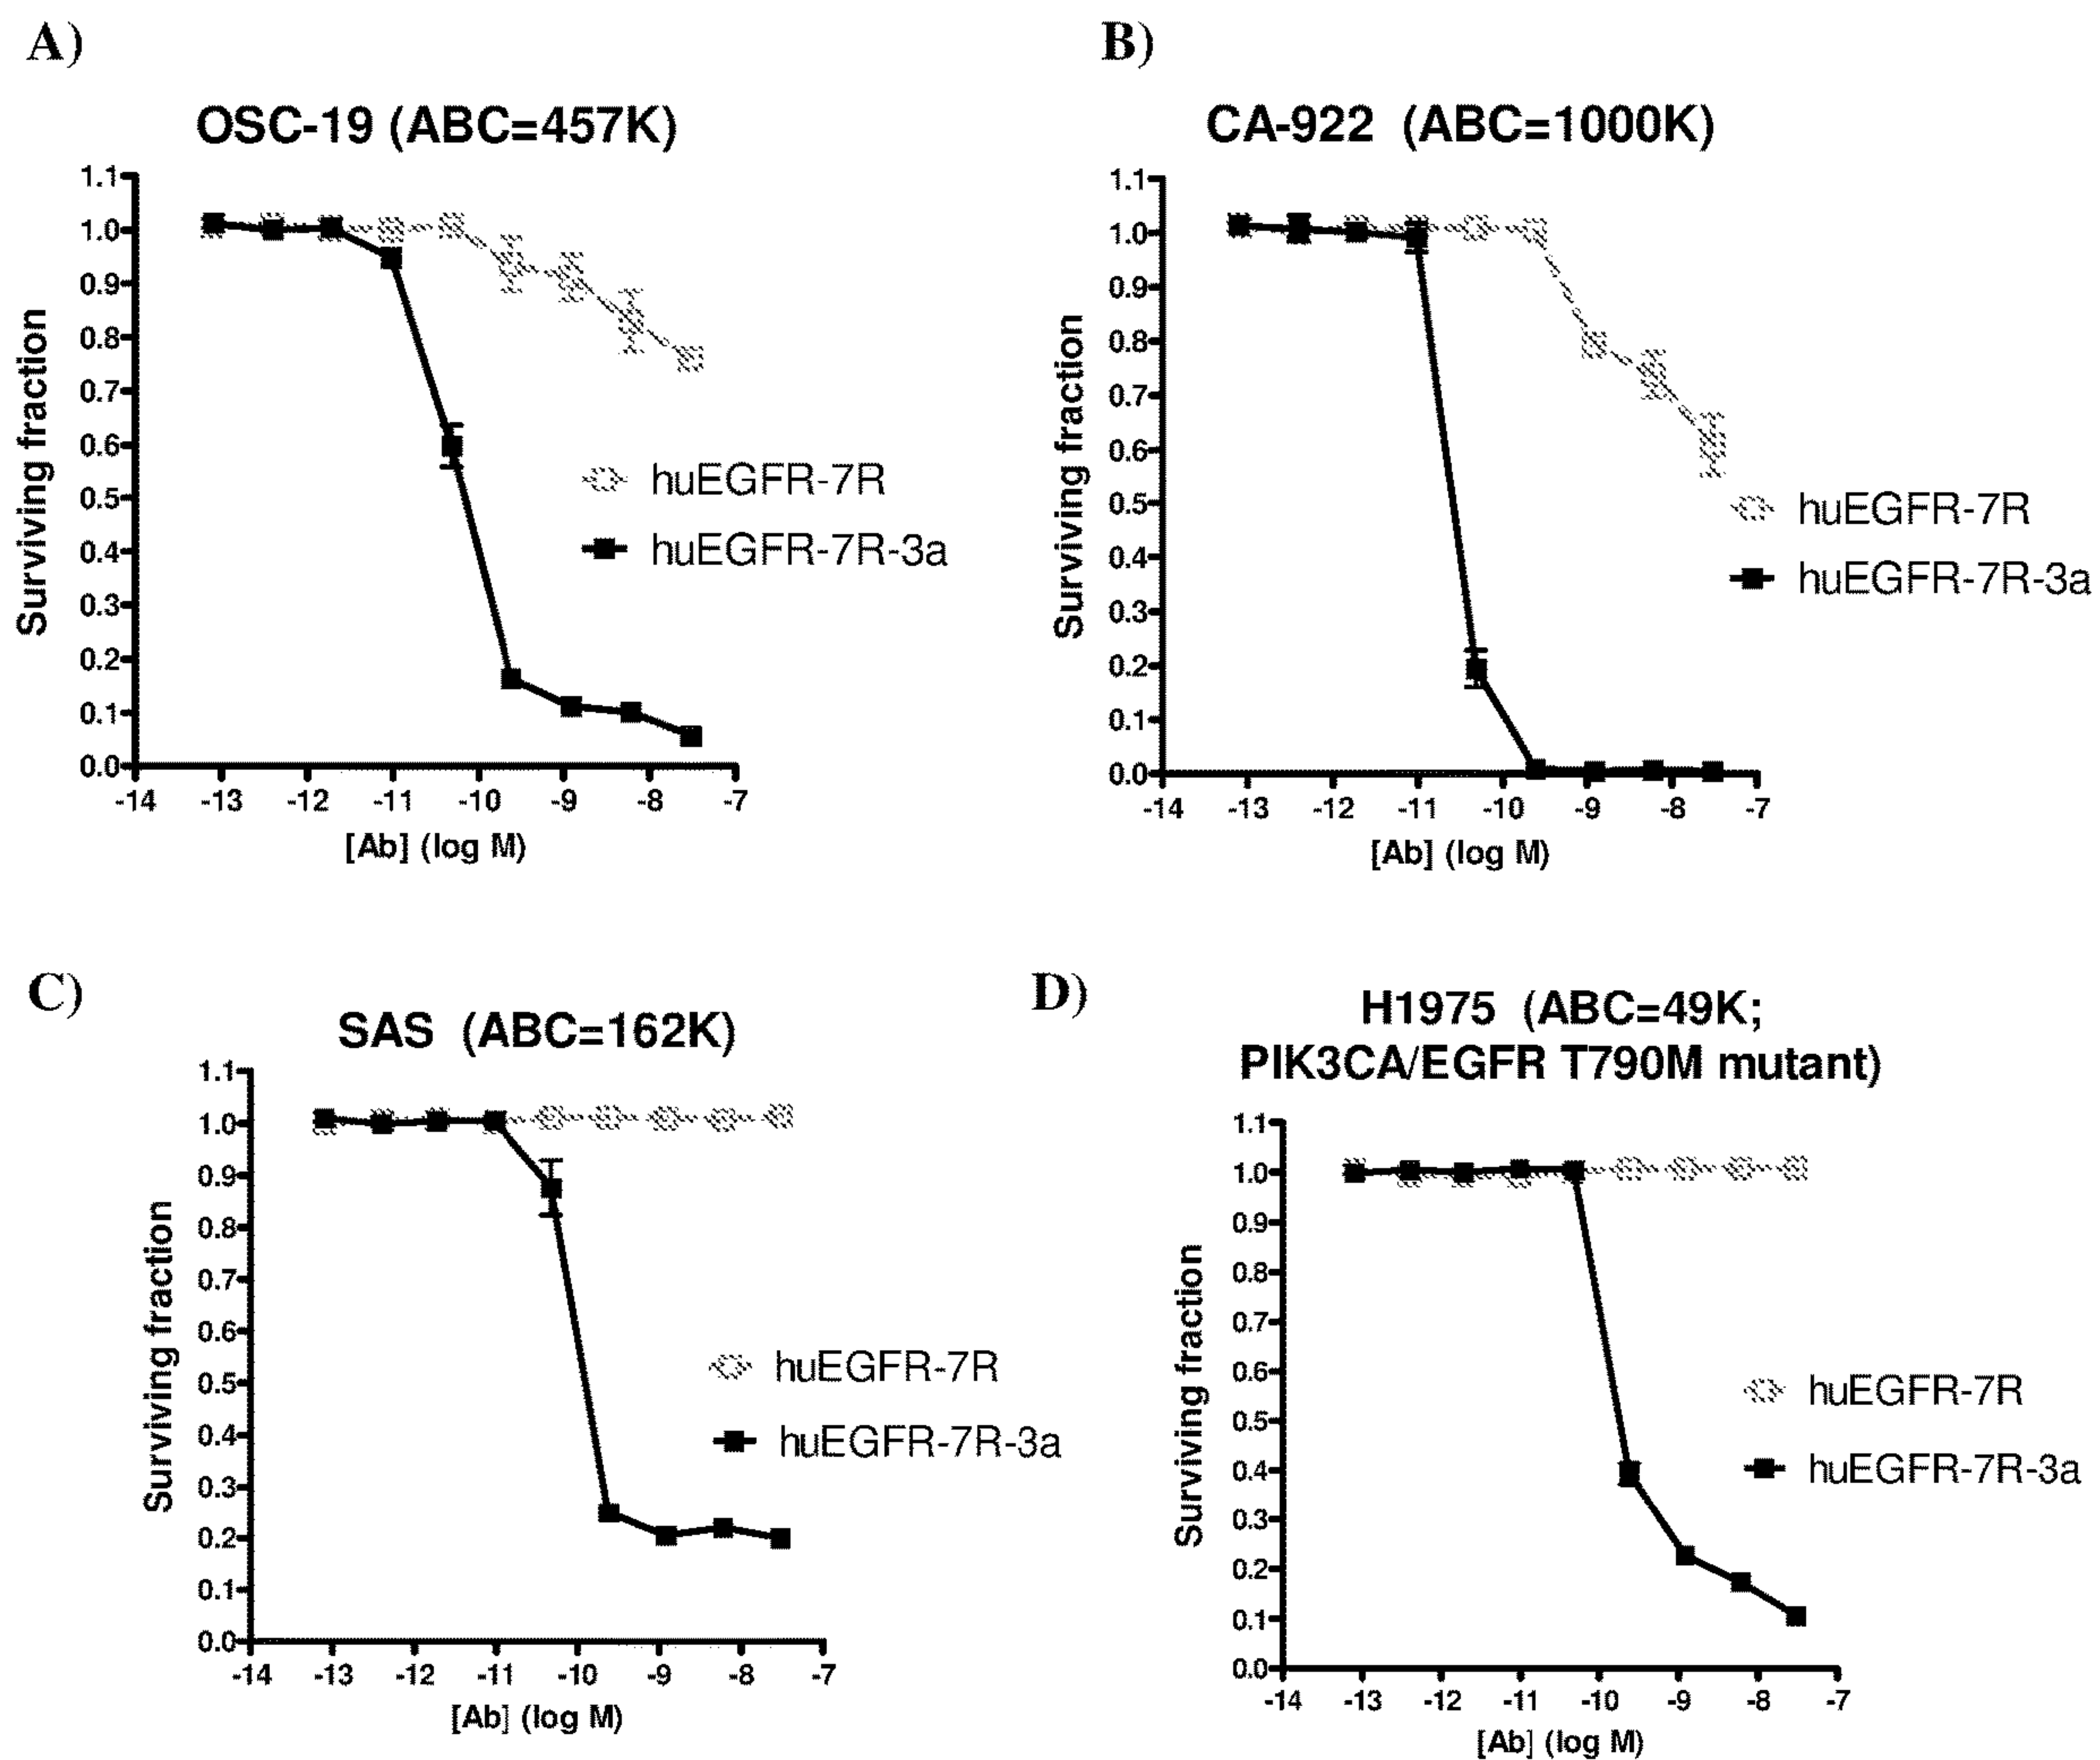 A)
OSC-19 (ABC=457K)
1.1
1.0
0.9
0.8
0.7
0.6
0.5
0.4
0.3
0.2
0.1
0.0
Surviving fraction
-14 -13 -12 -11 -10 -9 -8 -7
[Ab] (log M)
huEGFR-7R
huEGFR-7R-3a
B)
CA-922 (ABC=1000K)
1.1
1.0
0.9
0.8
0.7
0.6
0.5
0.4
0.3
0.2
0.1
0.0
Surviving fraction
-14 -13 -12 -11 -10 -9 -8 -7
[Ab] (log M)
huEGFR-7R
huEGFR-7R-3a
C)
SAS (ABC=162K)
1.1
1.0
0.9
0.8
0.7
0.6
0.5
0.4
0.3
0.2
0.1
0.0
Surviving fraction
-14 -13 -12 -11 -10 -9 -8 -7
[Ab] (log M)
huEGFR-7R
huEGFR-7R-3a
D)
H1975 (ABC=49K;
PIK3CA/EGFR T790M mutant)
1.1
1.0
0.9
0.8
0.7
0.6
0.5
0.4
0.3
0.2
0.1
0.0
Surviving fraction
-14 -13 -12 -11 -10 -9 -8 -7
[Ab] (log M)
huEGFR-7R
huEGFR-7R-3a